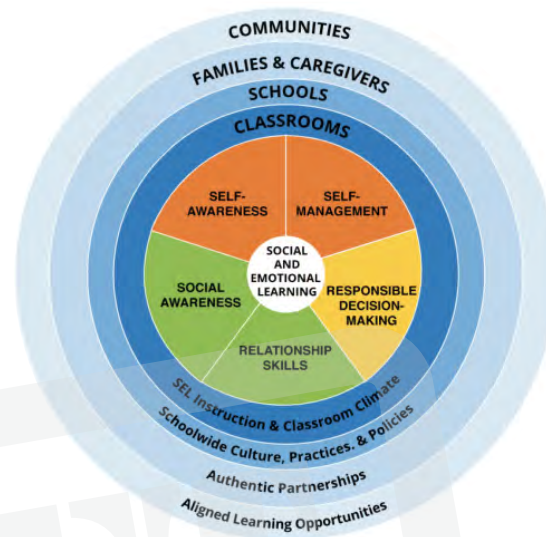 COMMUNITIES
FAMILIES & CAREGIVERS
SCHOOLS
CLASSROOMS
SELF-
AWARENESS
SELF-
MANAGEMENT
SOCIAL
AND
EMOTIONAL
LEARNING
SOCIAL
AWARENESS
RESPONSIBLE
DECISION-
MAKING
RELATIONSHIP
SKILLS
SEL Instruction & Classroom Climate
Schoolwide Culture, Practices. & Policies
Authentic Partnerships
Aligned Learning Opportunities